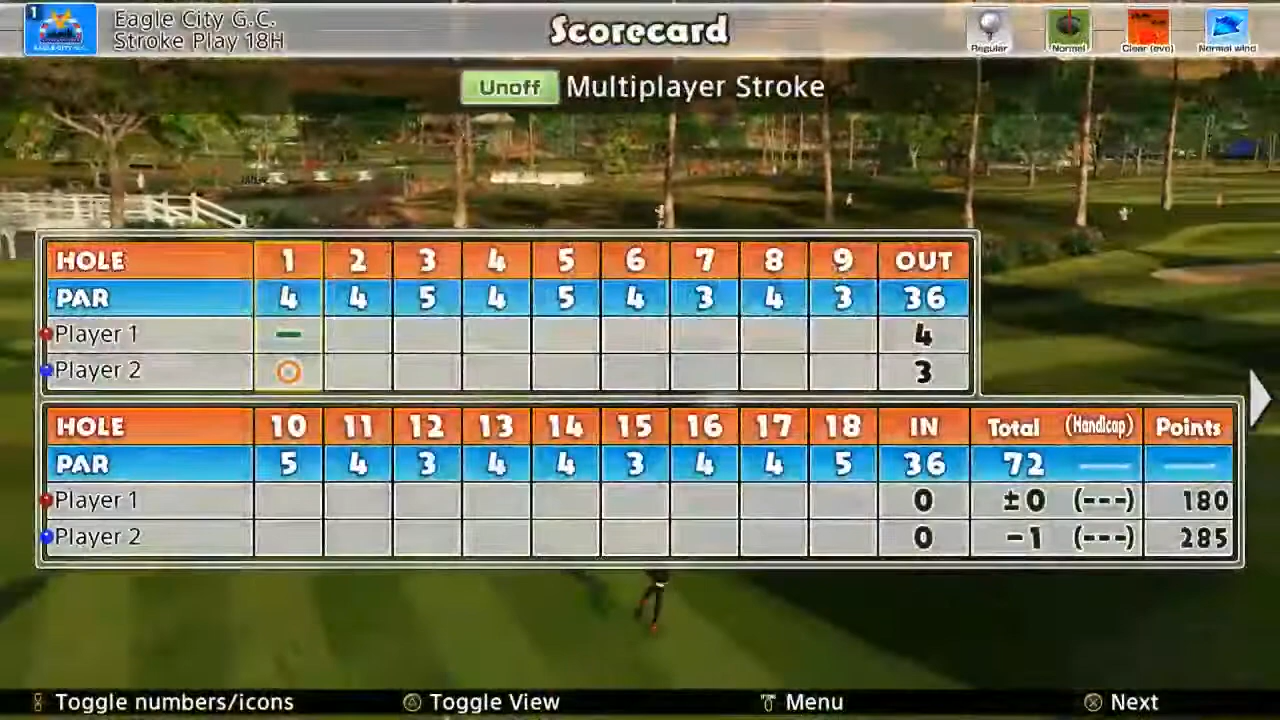 1 Eagle City G.C.
Stroke Play 18H
Scorecard
Regular Normal Clear (eve) Normal wind
Unoff Multiplayer Stroke
HOLE 1 2 3 4 5 6 7 8 9 OUT
PAR 4 4 5 4 5 4 3 4 3 36
Player 1 4
Player 2 3
HOLE 10 11 12 13 14 15 16 17 18 IN Total (Handicap) Points
PAR 5 4 3 4 4 3 4 4 5 36 72
Player 1 0 ±0 (---) 180
Player 2 0 -1 (---) 285
Toggle numbers/icons Toggle View Menu Next